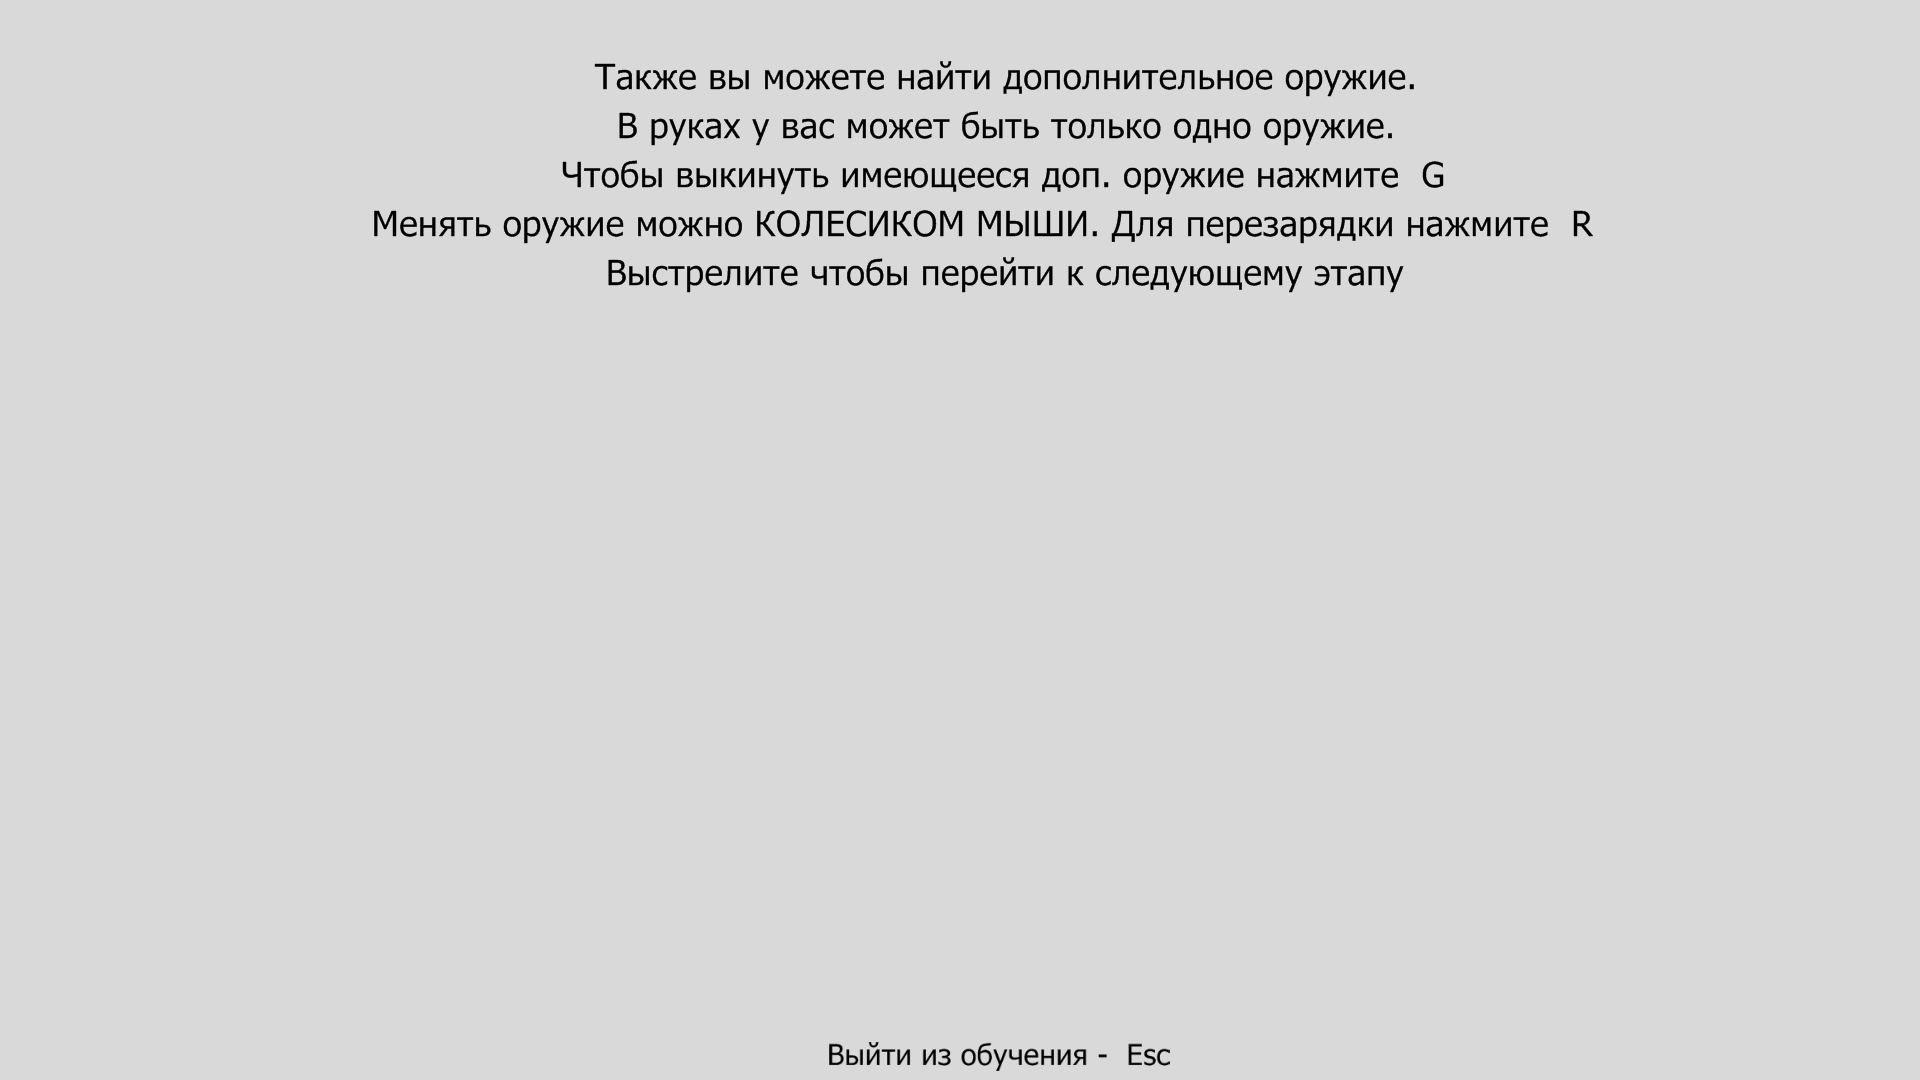 Также вы можете найти дополнительное оружие.
В руках у вас может быть только одно оружие.
Чтобы выкинуть имеющееся доп. оружие нажмите  G
Менять оружие можно КОЛЕСИКОМ МЫШИ. Для перезарядки нажмите  R
Выстрелите чтобы перейти к следующему этапу
Выйти из обучения -  Esc